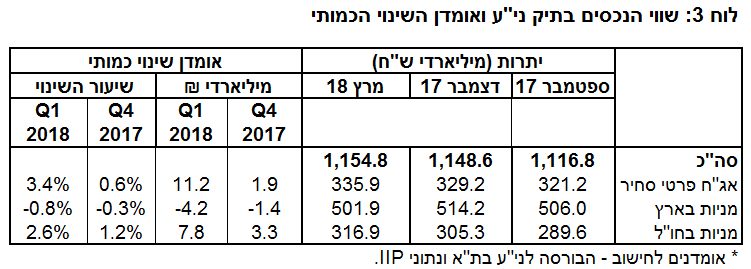 לוח 3: שווי הנכסים בתיק ני"ע ואומדן השינוי הכמותי
יתרות (מיליארדי ש"ח) אומדן שינוי כמותי
ספטמבר 17 דצמבר 17 מרץ 18 מיליארדי ₪ שיעור השינוי
Q4 2017 Q1 2018 Q4 2017 Q1 2018
סה"כ 1,116.8 1,148.6 1,154.8
אג"ח פרטי סחיר 321.2 329.2 335.9 1.9 11.2 0.6% 3.4%
מניות בארץ 506.0 514.2 501.9 -1.4 -4.2 -0.3% -0.8%
מניות בחו"ל 289.6 305.3 316.9 3.3 7.8 1.2% 2.6%
* אומדנים לחישוב - הבורסה לני"ע בת"א ונתוני IIP.